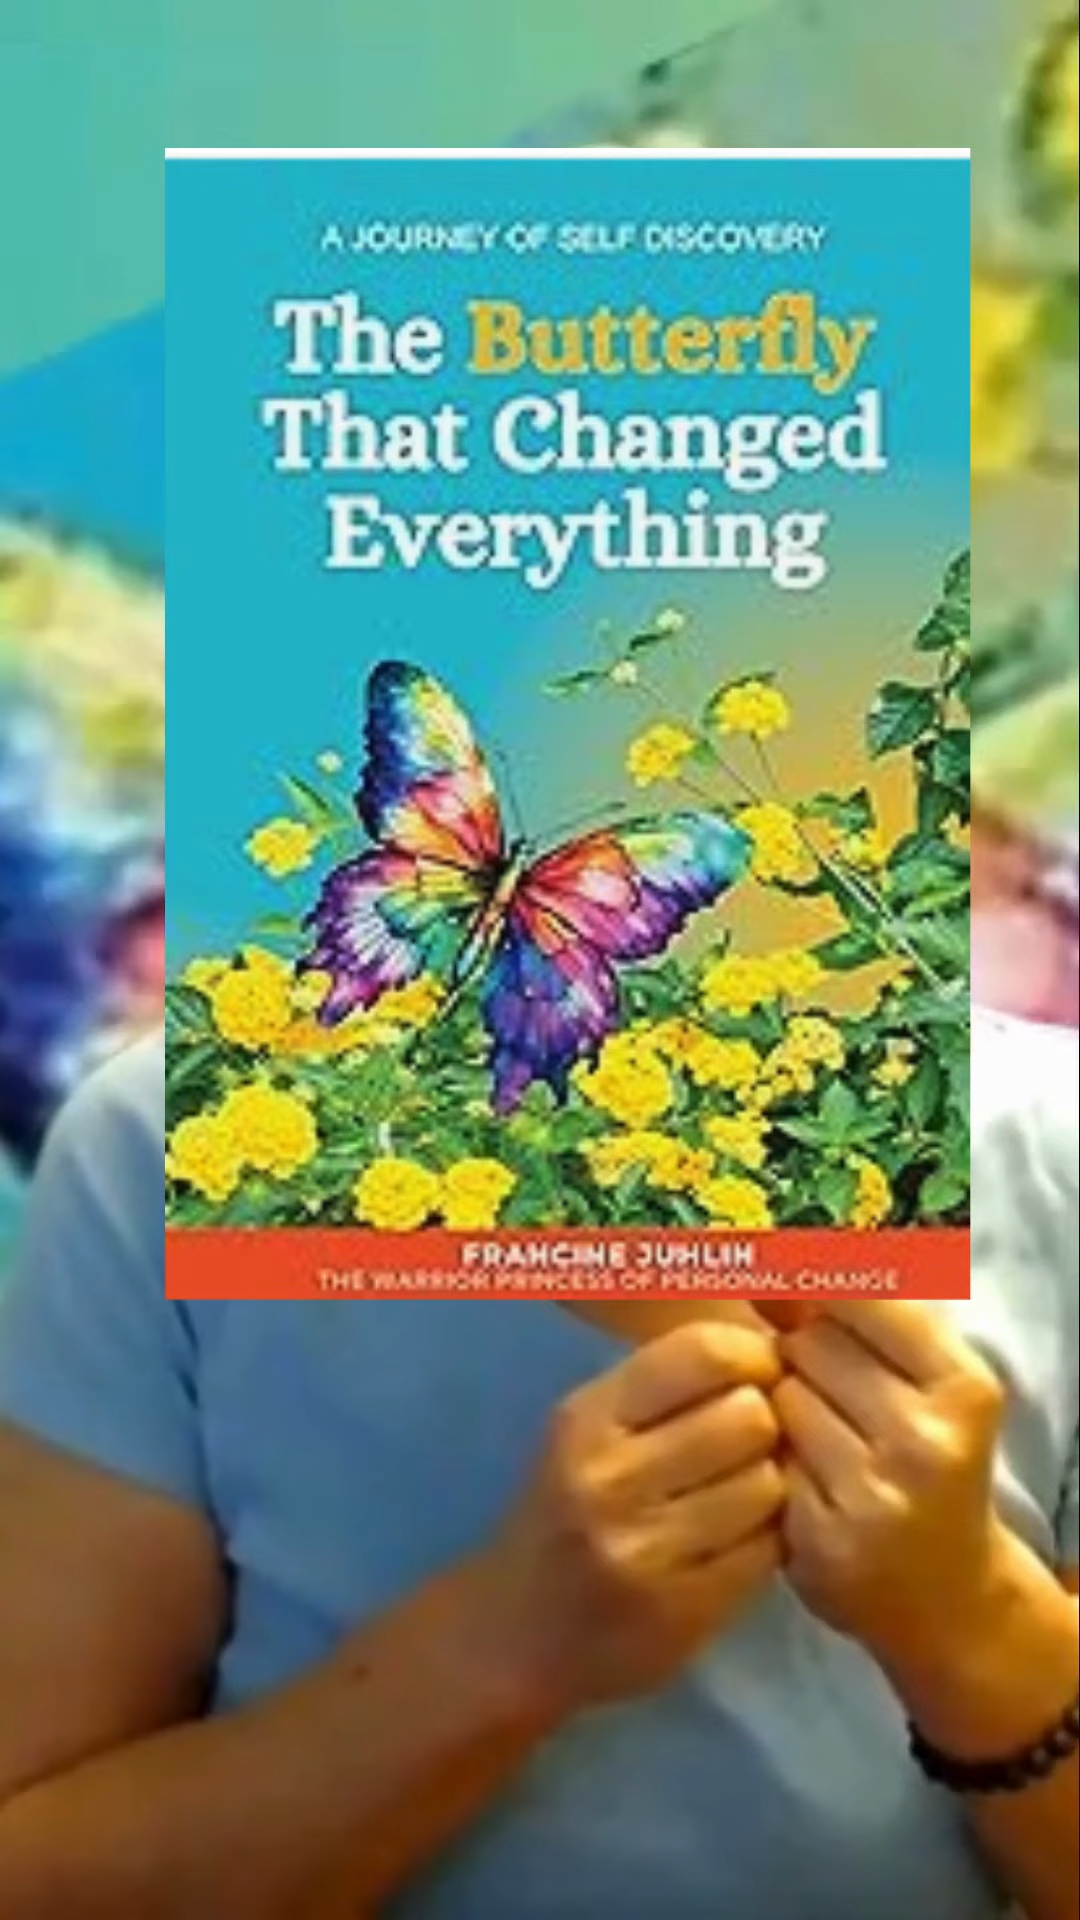 A JOURNEY OF SELF DISCOVERY
The Butterfly
That Changed
Everything
FRANCINE JUHLIN
THE WARRIOR PRINCESS OF PERSONAL CHANGE